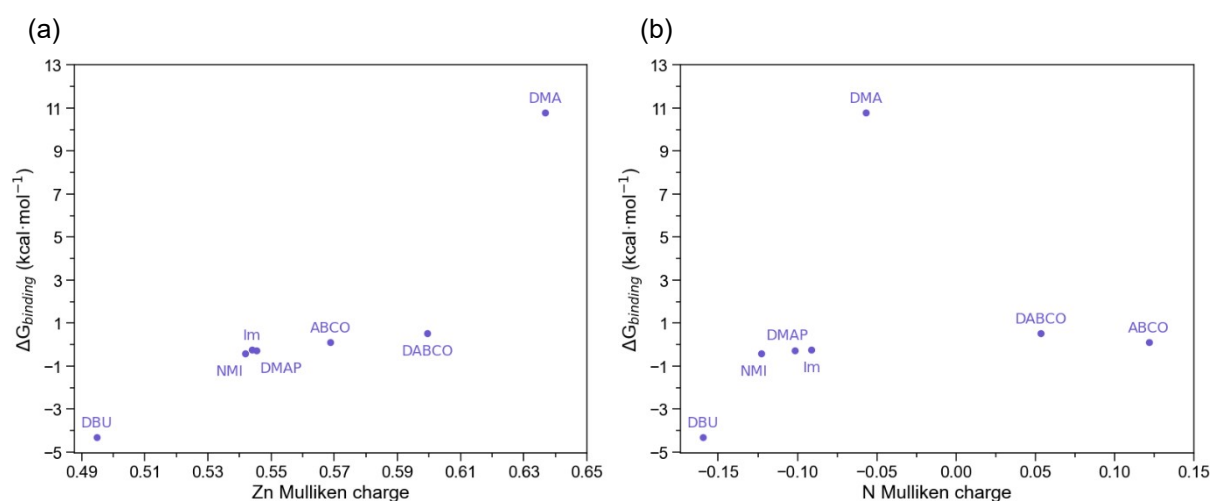 (a)
13
11
9
7
5
3
1
−1
−3
−5
ΔG_binding (kcal·mol⁻¹)
DMA
ABCO
Im
DABCO
NMI
DMAP
DBU
0.49 0.51 0.53 0.55 0.57 0.59 0.61 0.63 0.65
Zn Mulliken charge
(b)
13
11
9
7
5
3
1
−1
−3
−5
ΔG_binding (kcal·mol⁻¹)
DMA
DABCO
ABCO
DMAP
NMI
Im
DBU
−0.15 −0.10 −0.05 0.00 0.05 0.10 0.15
N Mulliken charge